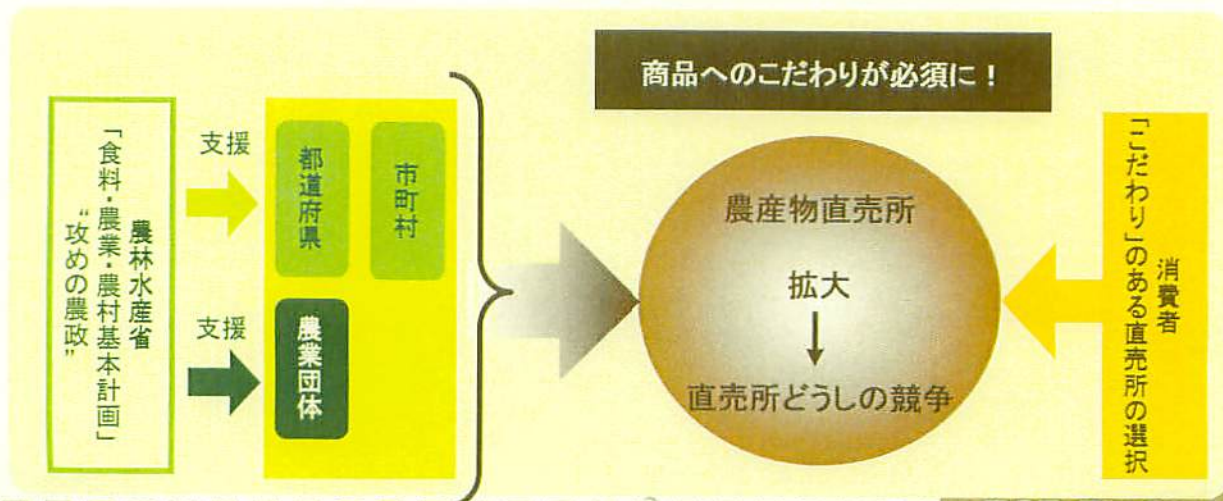 農林水産省
「食料・農業・農村基本計画」
“攻めの農政”
支援
支援
都道府県
市町村
農業団体
商品へのこだわりが必須に！
農産物直売所
拡大
直売所どうしの競争
消費者
「こだわり」のある直売所の選択